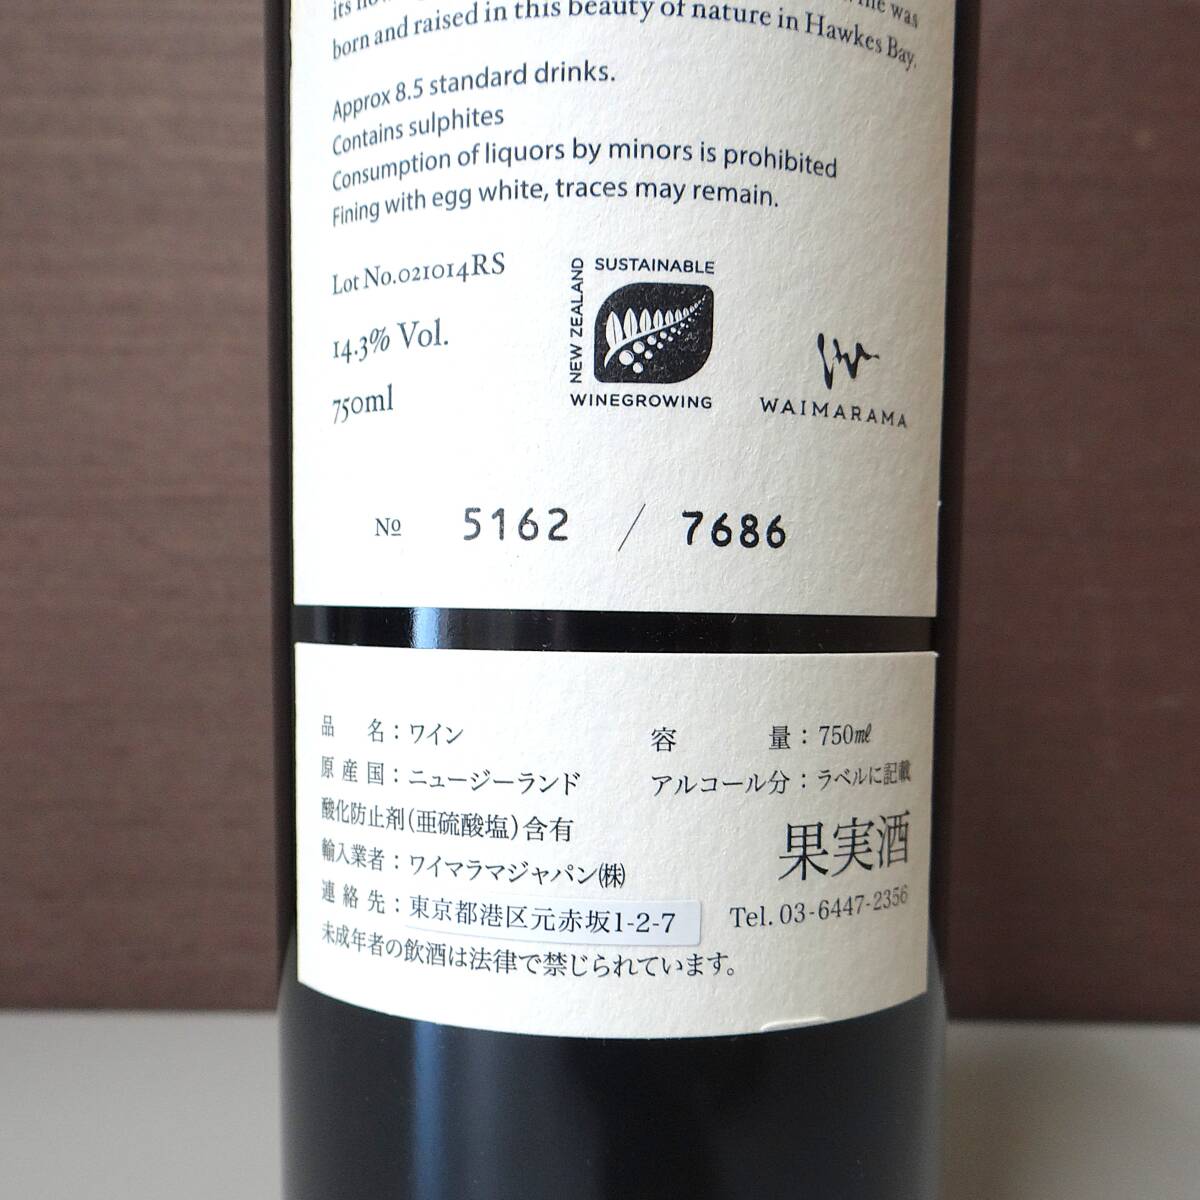 was
born and raised in this beauty of nature in Hawkes Bay.
Approx 8.5 standard drinks.
Contains sulphites
Consumption of liquors by minors is prohibited
Fining with egg white, traces may remain.
Lot No.021014RS
14.3% Vol.
750ml
NEW ZEALAND
SUSTAINABLE
WINEGROWING
WAIMARAMA
№ 5162 / 7686
品名：ワイン 容量：750㎖
原産国：ニュージーランド アルコール分：ラベルに記載
酸化防止剤(亜硫酸塩)含有
果実酒
輸入業者：ワイマラマジャパン㈱
連絡先：東京都港区元赤坂1-2-7 Tel. 03-6447-2356
未成年者の飲酒は法律で禁じられています。